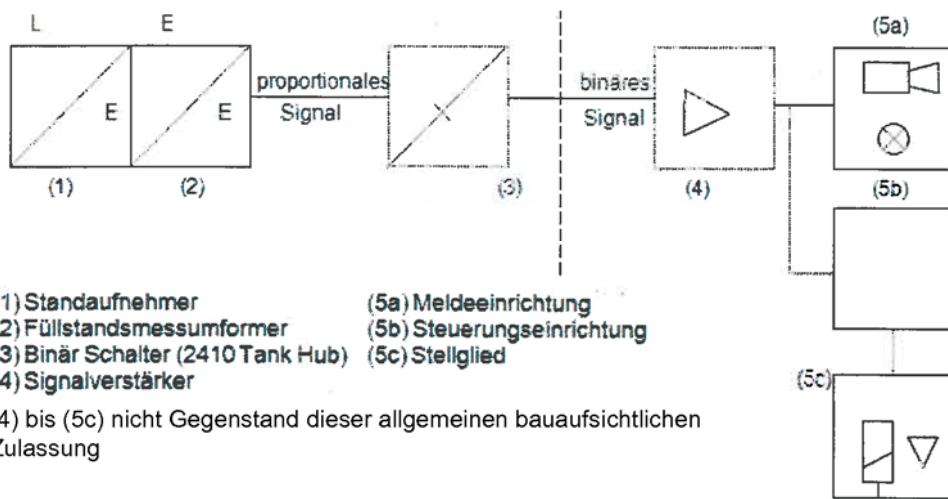 L E (5a)
proportionales binäres
E E
Signal Signal
(1) (2) (3) (4) (5b)
1) Standaufnehmer (5a) Meldeeinrichtung
2) Füllstandsmessumformer (5b) Steuerungseinrichtung
3) Binär Schalter (2410 Tank Hub) (5c) Stellglied
4) Signalverstärker
(5c)
4) bis (5c) nicht Gegenstand dieser allgemeinen bauaufsichtlichen
Zulassung